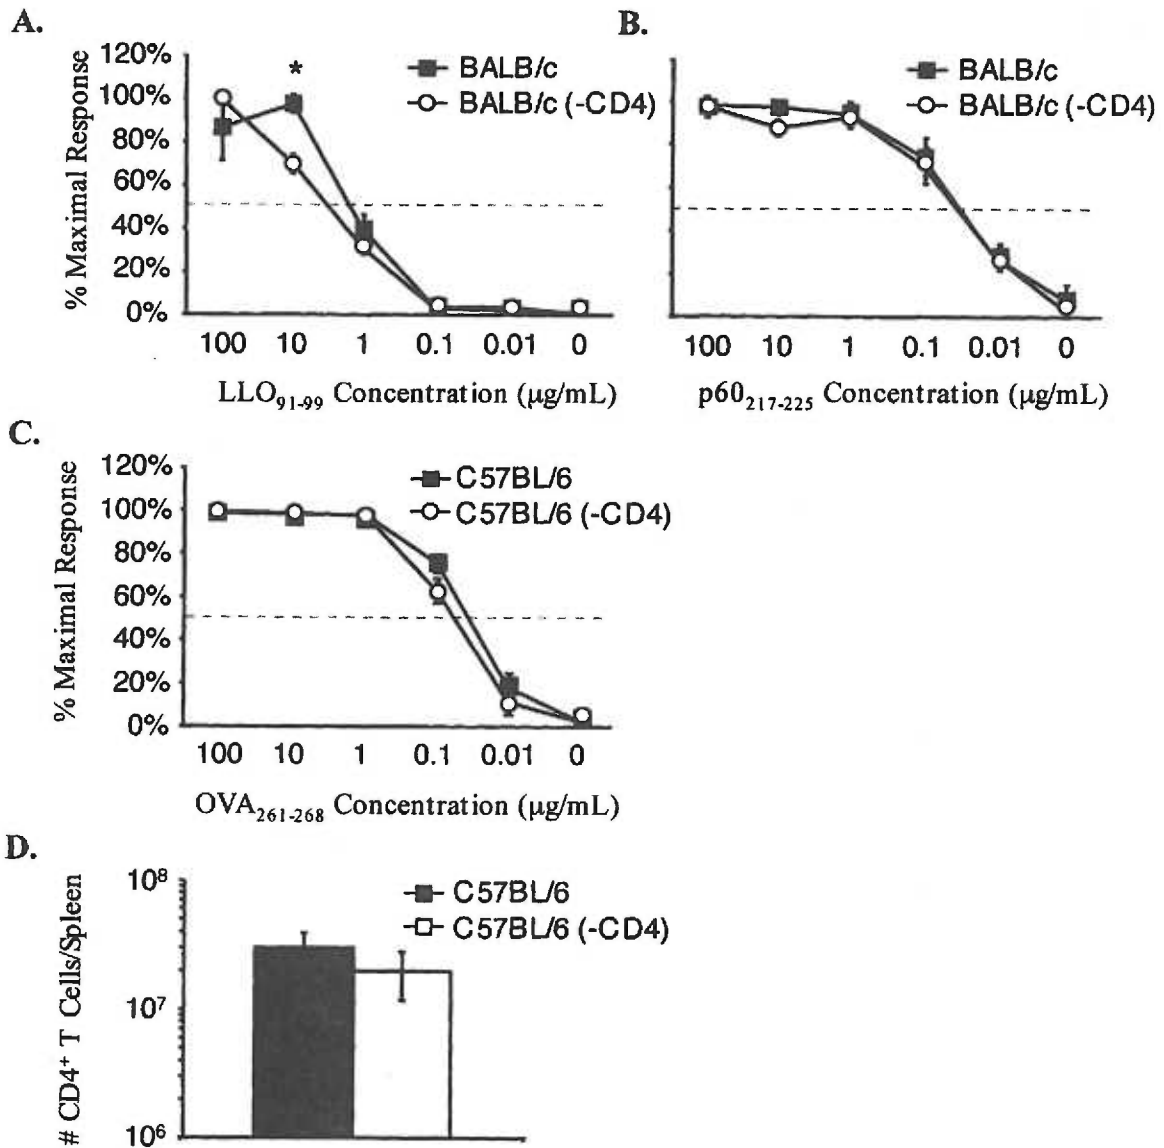 A.
% Maximal Response
120%
100%
80%
60%
40%
20%
0%
*
BALB/c
BALB/c (-CD4)
100 10 1 0.1 0.01 0
LLO91-99 Concentration (µg/mL)
B.
BALB/c
BALB/c (-CD4)
100 10 1 0.1 0.01 0
p60217-225 Concentration (µg/mL)
C.
% Maximal Response
120%
100%
80%
60%
40%
20%
0%
C57BL/6
C57BL/6 (-CD4)
100 10 1 0.1 0.01 0
OVA261-268 Concentration (µg/mL)
D.
# CD4+ T Cells/Spleen
10⁸
10⁷
10⁶
C57BL/6
C57BL/6 (-CD4)